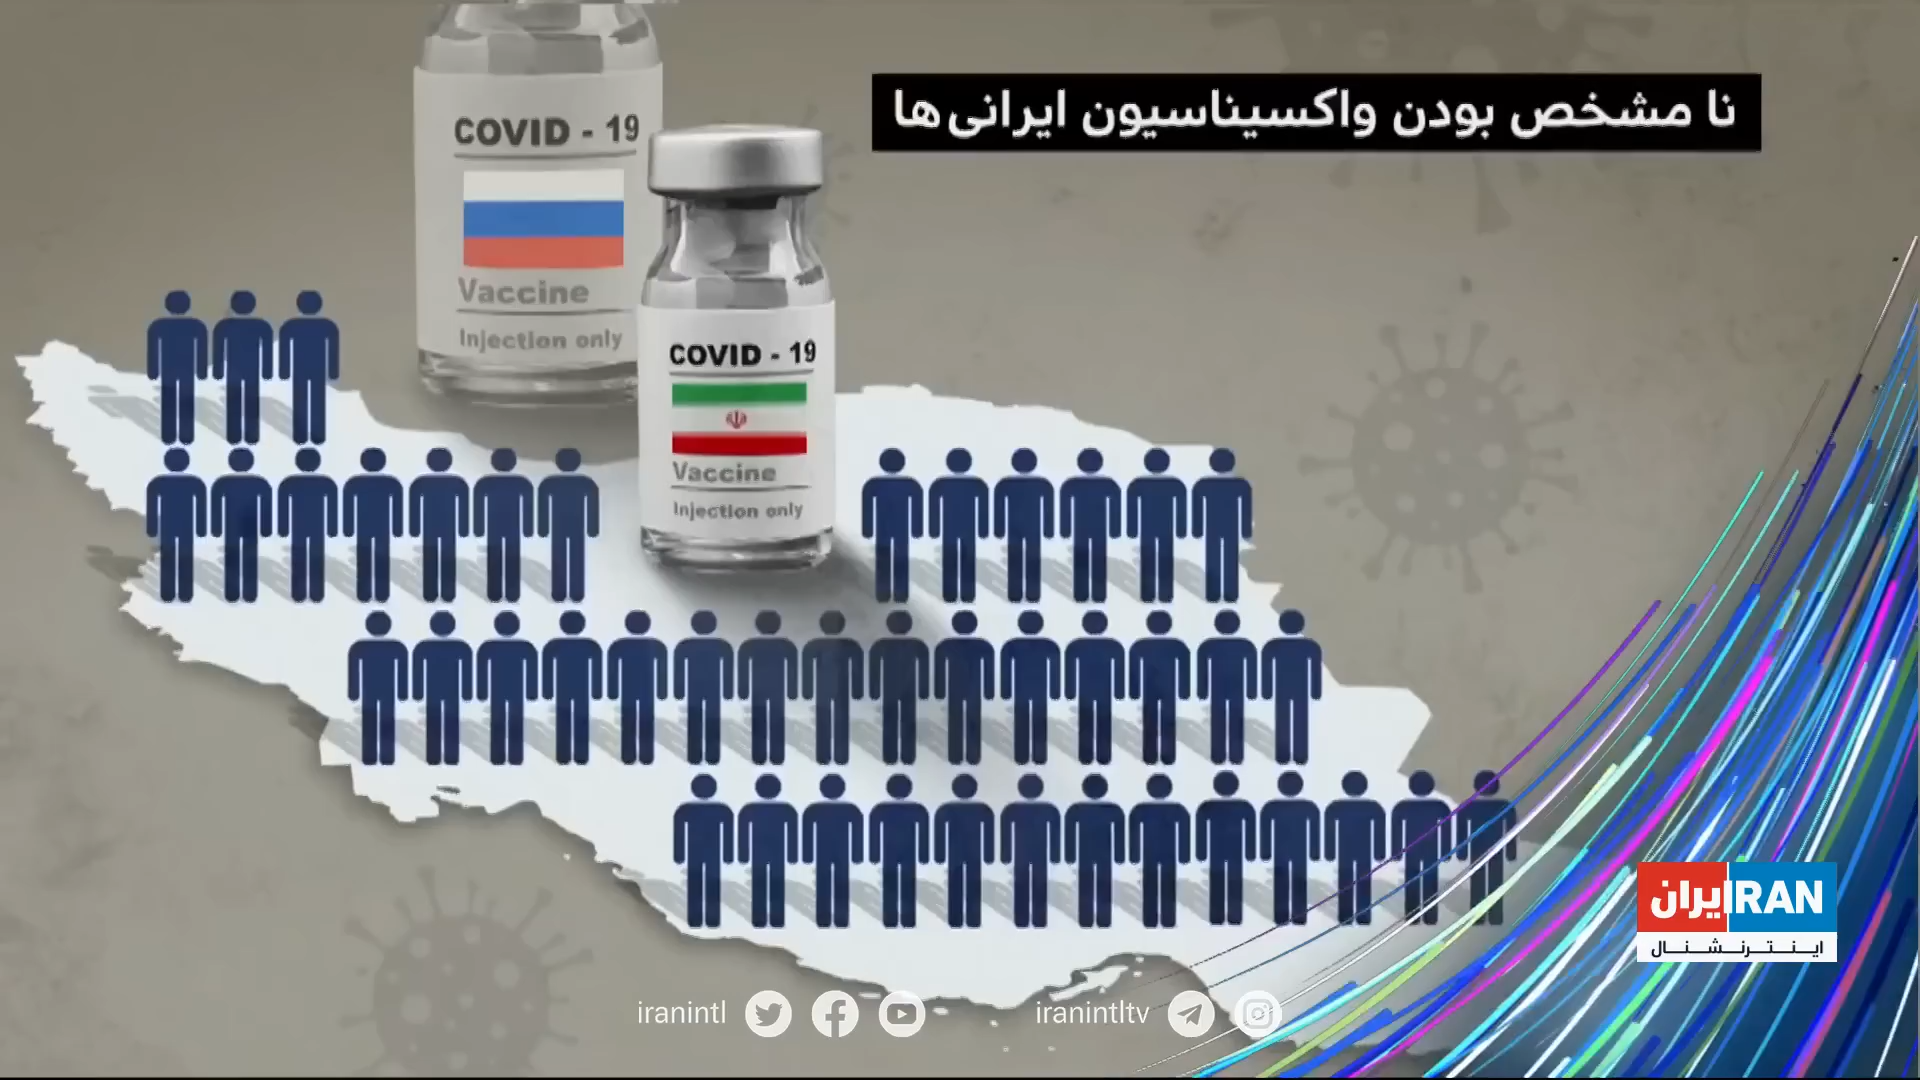 نا مشخص بودن واکسیناسیون ایرانی‌ها
COVID - 19
Vaccine
Injection only
COVID - 19
Vaccine
Injection only
ایران IRAN
اینترنشنال
iranintl
iranintltv